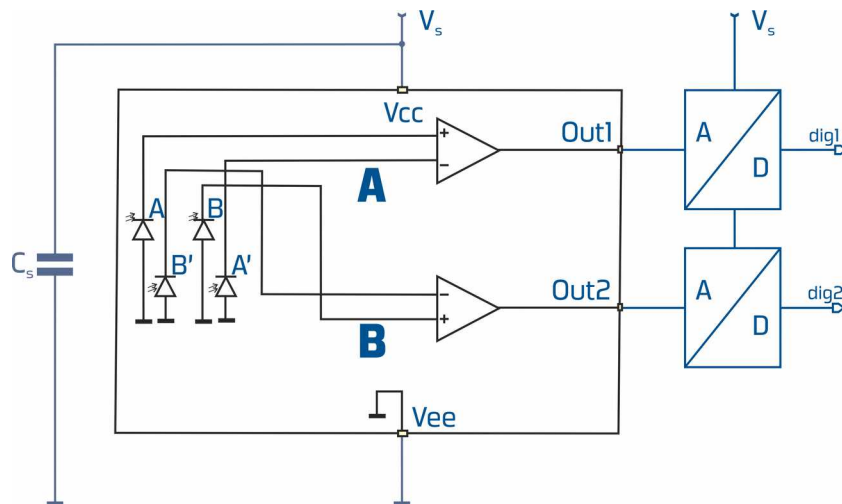 Vs
Vs
Vcc
+
−
A
Out1
A
D
dig1
A
B
B'
A'
Cs
−
+
B
Out2
A
D
dig2
Vee